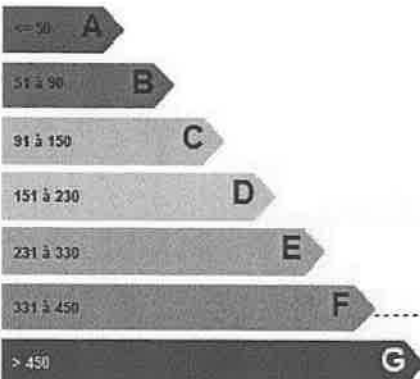 <= 50 A
51 à 90 B
91 à 150 C
151 à 230 D
231 à 330 E
331 à 450 F
> 450 G